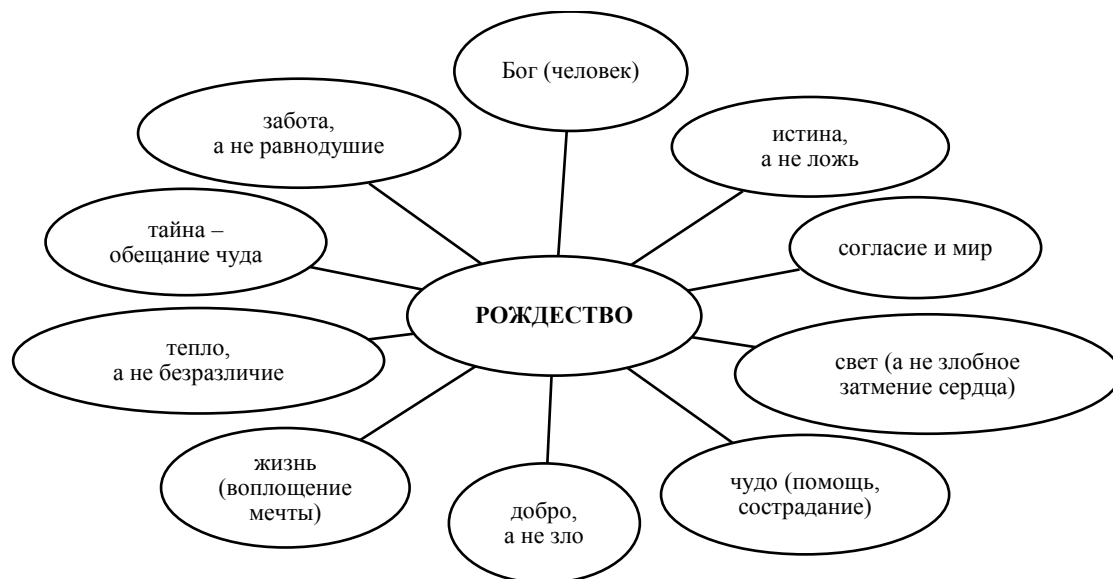 Бог (человек)
забота,
а не равнодушие
истина,
а не ложь
тайна –
обещание чуда
согласие и мир
РОЖДЕСТВО
тепло,
а не безразличие
свет (а не злобное
затмение сердца)
жизнь
(воплощение
мечты)
добро,
а не зло
чудо (помощь,
сострадание)